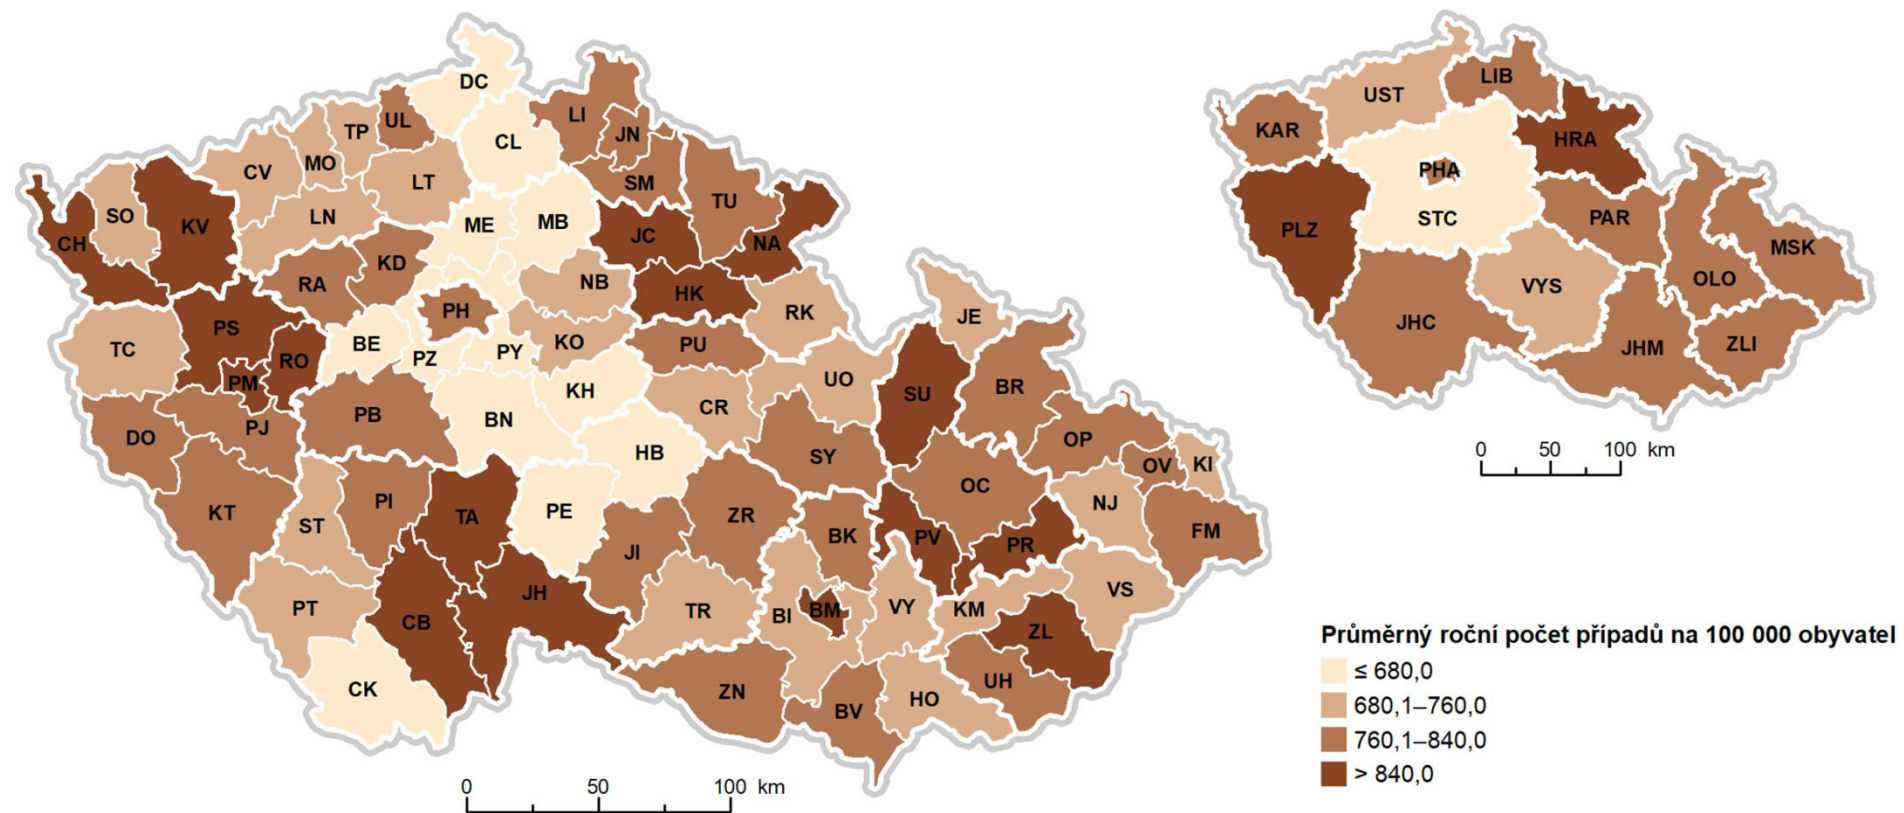 DC
LI
JN
UL
TP
CL
MO
CV
LT
SM
TU
SO
LN
KV
ME
MB
JC
NA
CH
KD
RA
NB
HK
PH
RK
JE
PS
BE
PZ
PY
KO
PU
TC
RO
PM
UO
BR
KH
SU
CR
PB
BN
PJ
DO
OP
HB
SY
OV
KI
OC
PI
NJ
KT
ST
TA
PE
ZR
FM
JI
BK
PV
PR
JH
VS
PT
TR
BI
BM
VY
KM
CB
ZL
CK
ZN
UH
HO
BV
0 50 100 km
LIB
UST
KAR
HRA
PHA
PLZ
STC
PAR
MSK
VYS
OLO
JHC
JHM
ZLI
0 50 100 km
Průměrný roční počet případů na 100 000 obyvatel
≤ 680,0
680,1–760,0
760,1–840,0
> 840,0